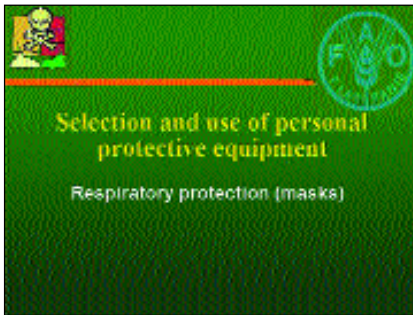 F A O
Selection and use of personal
protective equipment
Respiratory protection (masks)